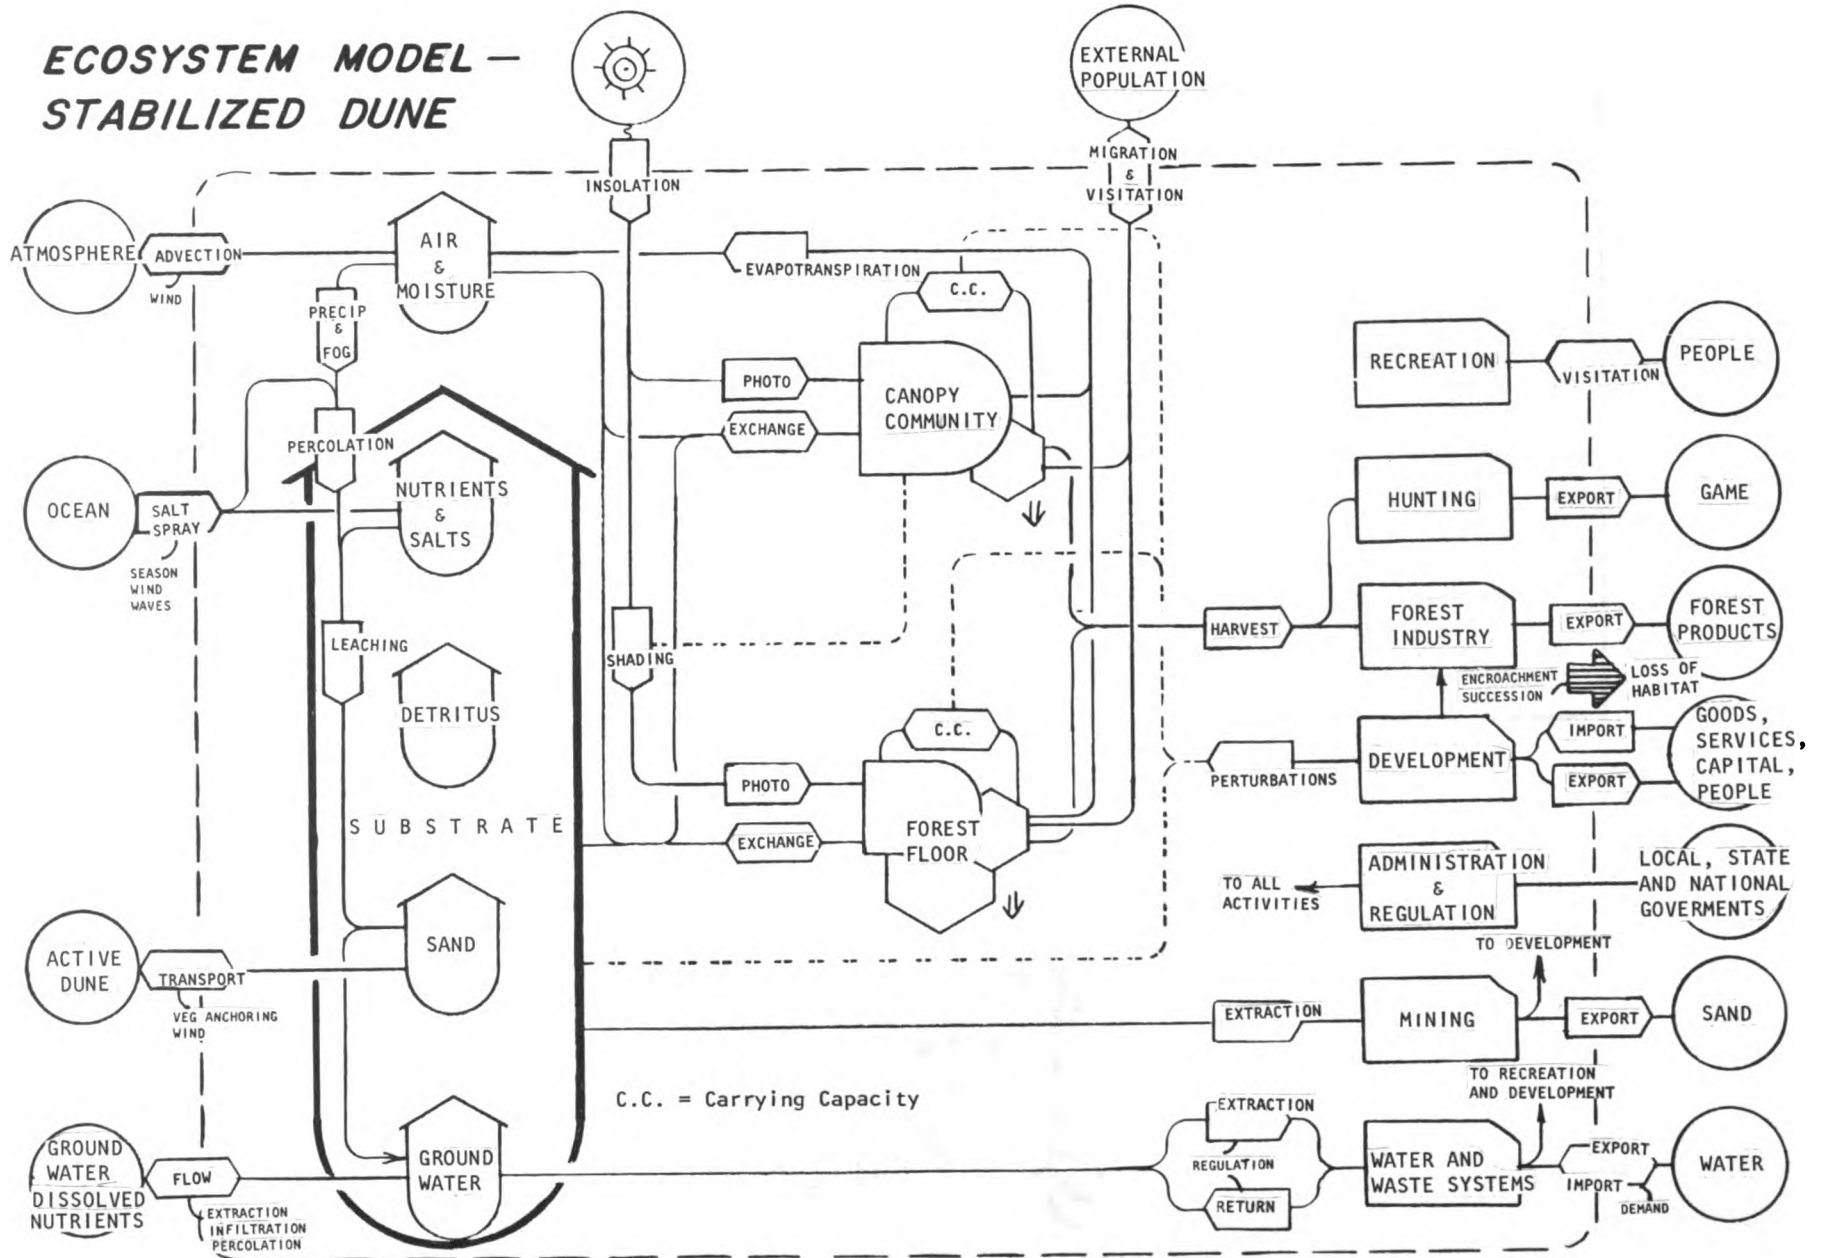 ECOSYSTEM MODEL —
STABILIZED DUNE
EXTERNAL
POPULATION
MIGRATION
&
VISITATION
INSOLATION
ATMOSPHERE
ADVECTION
WIND
AIR
&
MOISTURE
EVAPOTRANSPIRATION
C.C.
PRECIP
&
FOG
PHOTO
CANOPY
COMMUNITY
EXCHANGE
RECREATION
VISITATION
PEOPLE
PERCOLATION
OCEAN
SALT
SPRAY
SEASON
WIND
WAVES
NUTRIENTS
&
SALTS
HUNTING
EXPORT
GAME
LEACHING
SHADING
HARVEST
FOREST
INDUSTRY
EXPORT
FOREST
PRODUCTS
ENCROACHMENT
SUCCESSION
LOSS OF
HABITAT
DETRITUS
C.C.
PHOTO
EXCHANGE
FOREST
FLOOR
PERTURBATIONS
DEVELOPMENT
IMPORT
EXPORT
GOODS,
SERVICES,
CAPITAL,
PEOPLE
SUBSTRATE
TO ALL
ACTIVITIES
ADMINISTRATION
&
REGULATION
LOCAL, STATE
AND NATIONAL
GOVERMENTS
ACTIVE
DUNE
TRANSPORT
VEG ANCHORING
WIND
SAND
TO DEVELOPMENT
EXTRACTION
MINING
EXPORT
SAND
C.C. = Carrying Capacity
TO RECREATION
AND DEVELOPMENT
GROUND
WATER
DISSOLVED
NUTRIENTS
FLOW
EXTRACTION
INFILTRATION
PERCOLATION
GROUND
WATER
EXTRACTION
REGULATION
RETURN
WATER AND
WASTE SYSTEMS
EXPORT
IMPORT
DEMAND
WATER